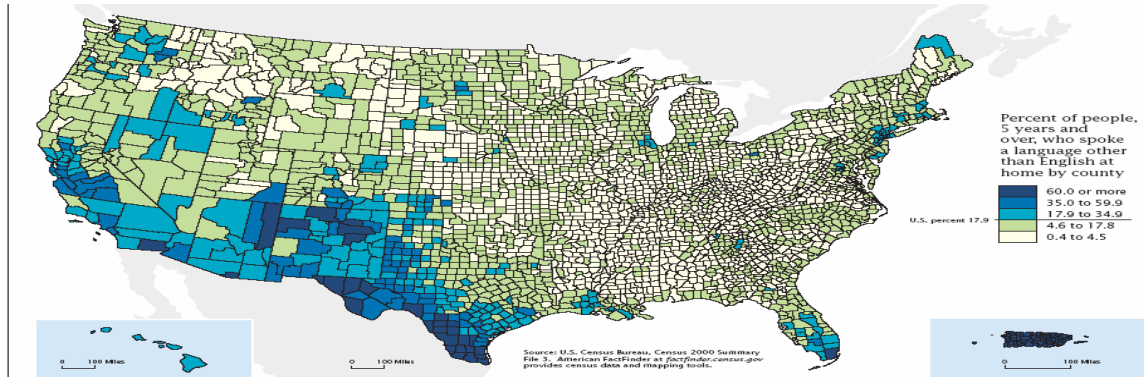 Percent of people,
5 years and
over, who spoke
a language other
than English at
home by county
60.0 or more
35.0 to 59.9
17.9 to 34.9
U.S. percent 17.9
4.6 to 17.8
0.4 to 4.5
0 100 Miles
0 100 Miles
0 100 Miles
Source: U.S. Census Bureau, Census 2000 Summary
File 3. American FactFinder at factfinder.census.gov
provides census data and mapping tools.